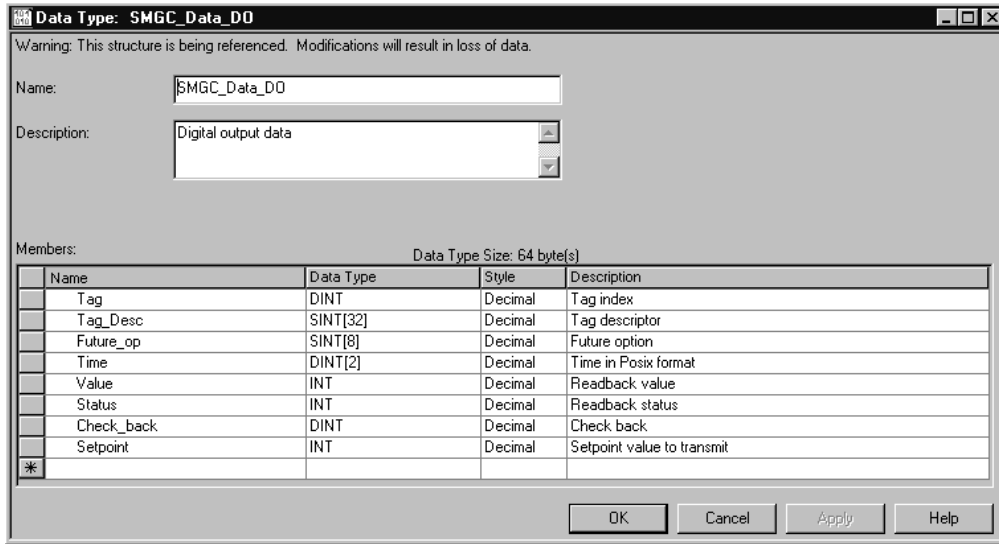 Data Type: SMGC_Data_DO
Warning: This structure is being referenced. Modifications will result in loss of data.
Name: SMGC_Data_DO
Description: Digital output data
Members:
Data Type Size: 64 byte(s)
Name Data Type Style Description
Tag DINT Decimal Tag index
Tag_Desc SINT[32] Decimal Tag descriptor
Future_op SINT[8] Decimal Future option
Time DINT[2] Decimal Time in Posix format
Value INT Decimal Readback value
Status INT Decimal Readback status
Check_back DINT Decimal Check back
Setpoint INT Decimal Setpoint value to transmit
OK Cancel Apply Help